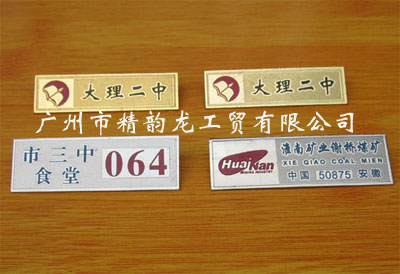 大理二中
大理二中
广州市精韵龙工贸有限公司
市三中
食堂
064
HuaiNan
MINING INDUSTRY
淮南矿业谢桥煤矿
XIE QIAO COAL MIEN
中国 50875 安徽